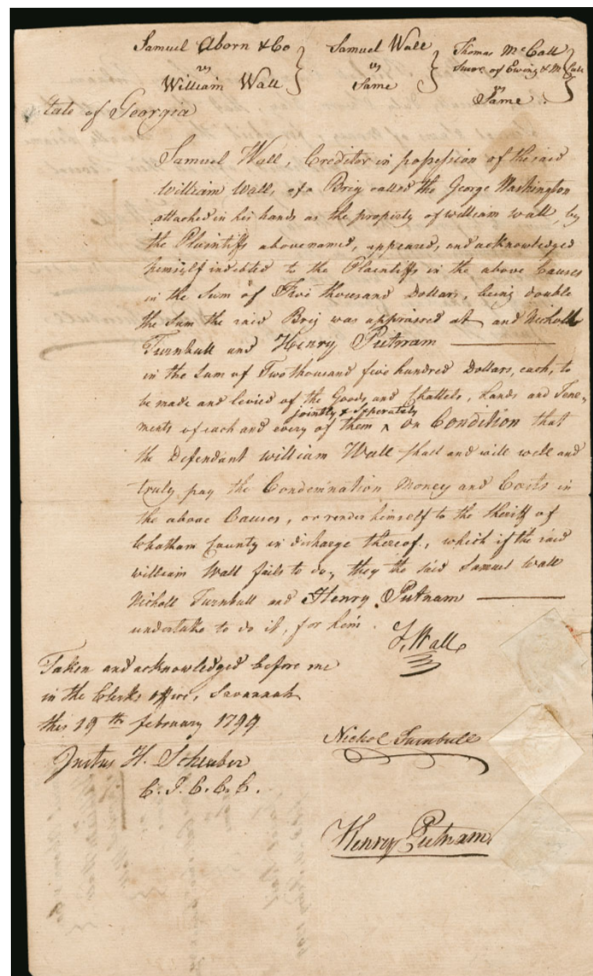 Samuel Aborn & Co
vs
William Wall
Samuel Wall
vs
Same
Thomas McCall
Survr of Ewing & McCall
vs
Same
State of Georgia
Samuel Wall, Creditor in possession of the said
William Wall, of a Brig called the George Washington
attached in his hands as the property of William Wall, by
the Plaintiffs above named, appeared, and acknowledged
himself indebted to the Plaintiffs in the above Causes
in the Sum of Five thousand Dollars, being double
the Sum the said Brig was appraised at and Nicholl
Turnbull and Henry Putnam
in the Sum of Two thousand five hundred Dollars, each, to
be made and levied of the Goods and Chattels, Lands and Tene-
jointly & Seperately
ments of each and every of them ^ on Condition that
the Defendant William Wall shall and will well and
truly pay the Condemnation Money and Costs in
the above Causes, or render himself to the Sheriff of
Chatham County in discharge thereof, which if the said
William Wall fails to do, they the said Samuel Wall
Nicholl Turnbull and Henry Putnam
undertake to do it, for him.
S, Wall
Taken and acknowledged before me
in the Clerks office, Savannah
this 19th february 1799
Nichol Turnbull
Justus H. Scheuber
C. I. C. C. C.
Henry Putnam